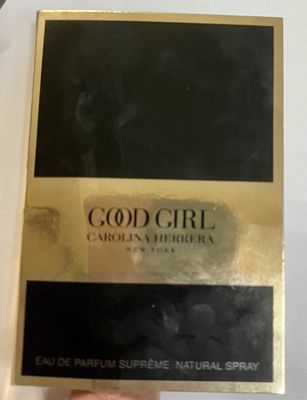 GOOD GIRL
CAROLINA HERRERA
NEW YORK
EAU DE PARFUM SUPRÊME NATURAL SPRAY